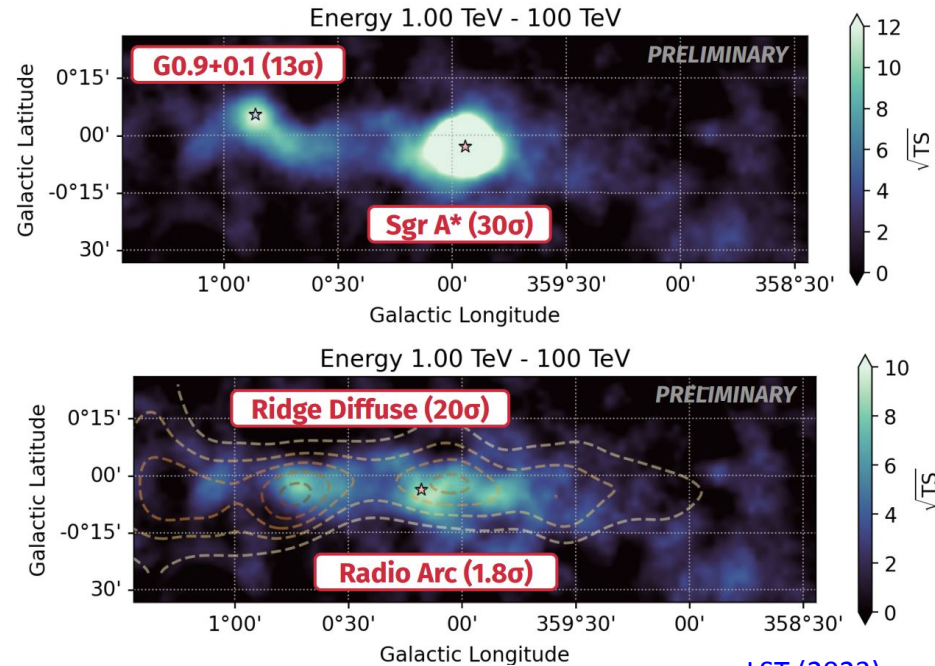 Energy 1.00 TeV - 100 TeV
G0.9+0.1 (13σ)
PRELIMINARY
Sgr A* (30σ)
0°15'
00'
-0°15'
30'
Galactic Latitude
1°00' 0°30' 00' 359°30' 00' 358°30'
Galactic Longitude
12
10
8
6
4
2
0
√TS
Energy 1.00 TeV - 100 TeV
Ridge Diffuse (20σ)
PRELIMINARY
Radio Arc (1.8σ)
0°15'
00'
-0°15'
30'
Galactic Latitude
1°00' 0°30' 00' 359°30' 00' 358°30'
Galactic Longitude
10
8
6
4
2
0
√TS